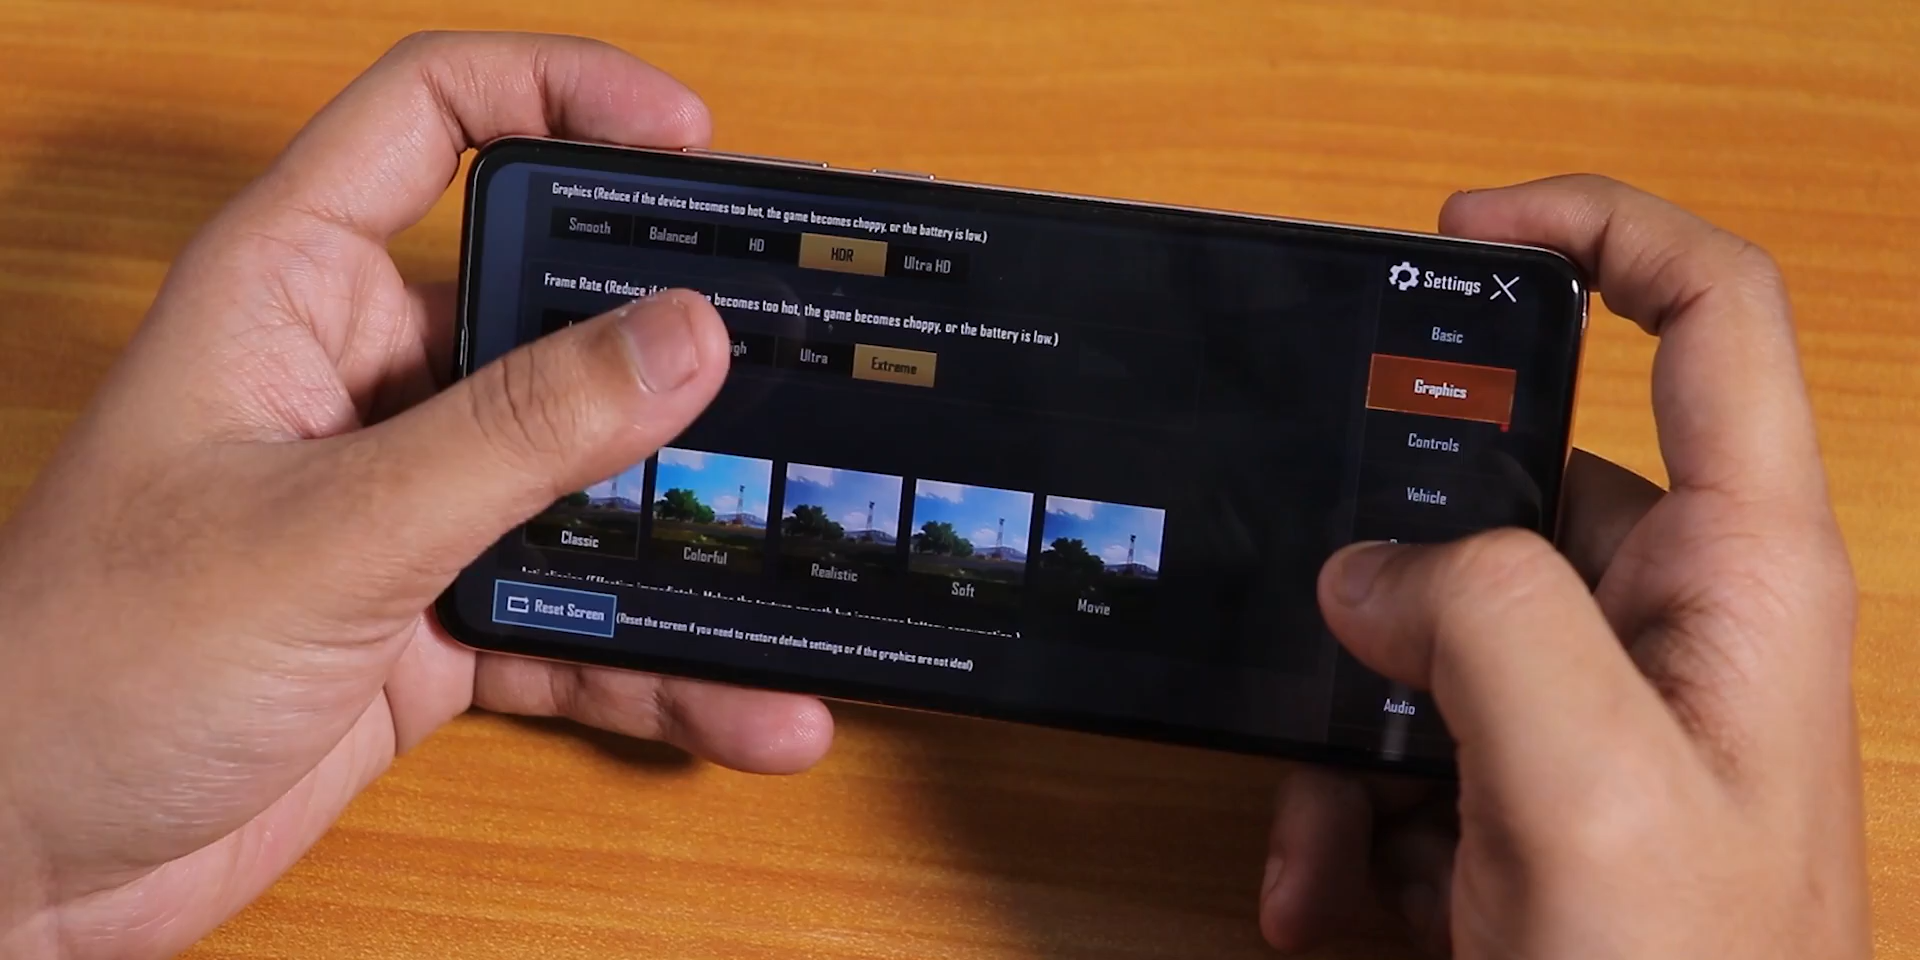 Graphics (Reduce if the device becomes too hot, the game becomes choppy, or the battery is low.)
Smooth Balanced HD HDR Ultra HD
Frame Rate (Reduce if becomes too hot, the game becomes choppy, or the battery is low.)
Ultra Extreme
Classic Colorful Realistic Soft Movie
Reset Screen (Reset the screen if you need to restore default settings or if the graphics are not ideal)
Settings
Basic
Graphics
Controls
Vehicle
Audio